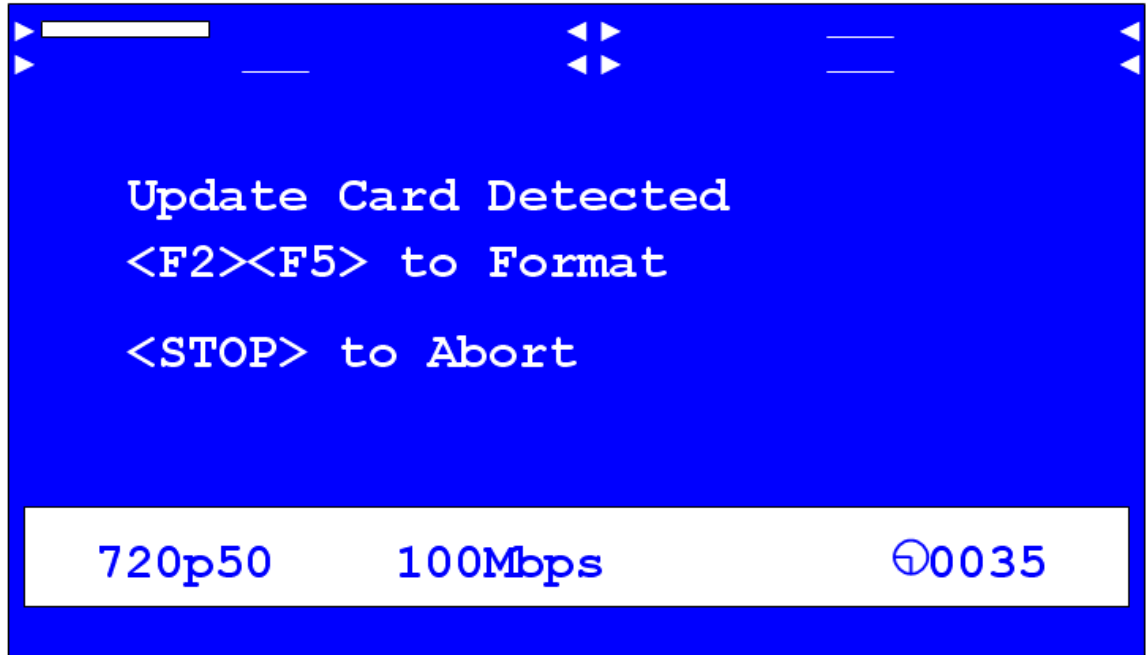 Update Card Detected
<F2><F5> to Format
<STOP> to Abort
720p50 100Mbps 0035